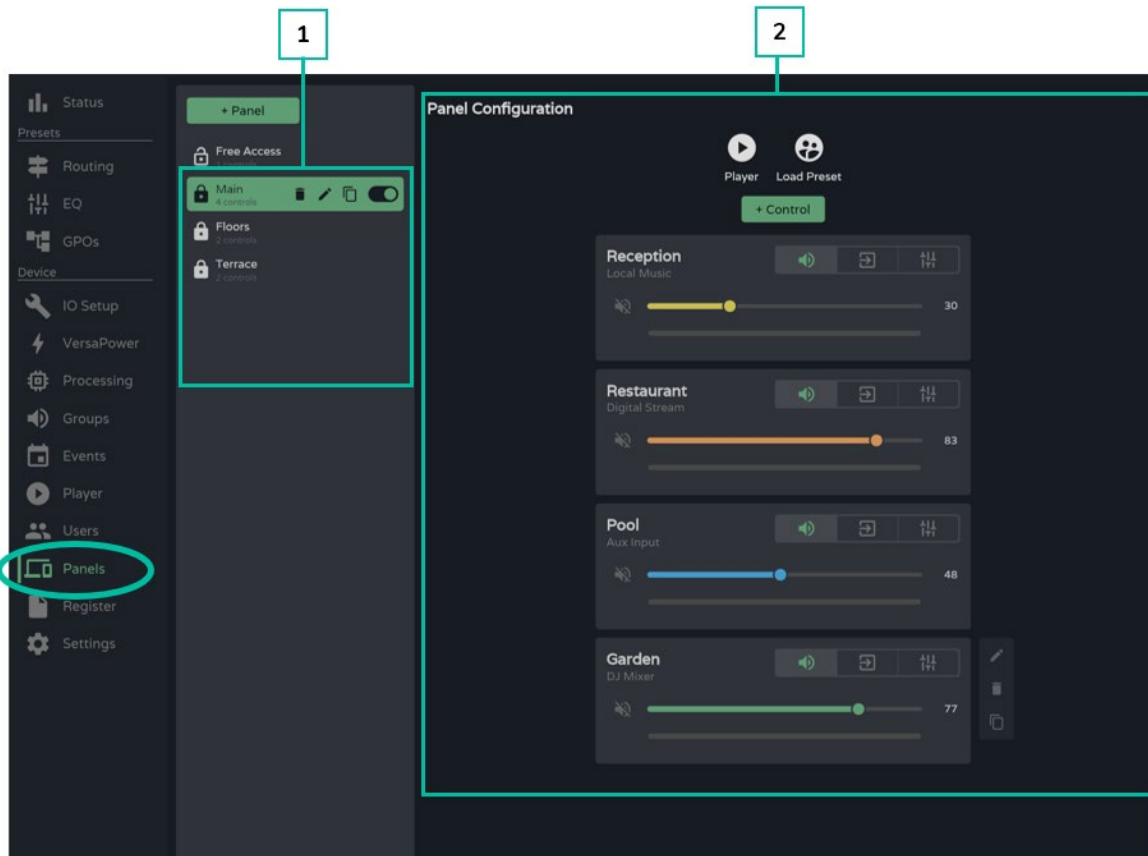 1
2
Status
Presets
Routing
EQ
GPOs
Device
IO Setup
VersaPower
Processing
Groups
Events
Player
Users
Panels
Register
Settings
+ Panel
Free Access
Main
4 controls
Floors
2 controls
Terrace
2 controls
Panel Configuration
Player Load Preset
+ Control
Reception
Local Music
30
Restaurant
Digital Stream
83
Pool
Aux Input
48
Garden
DJ Mixer
77